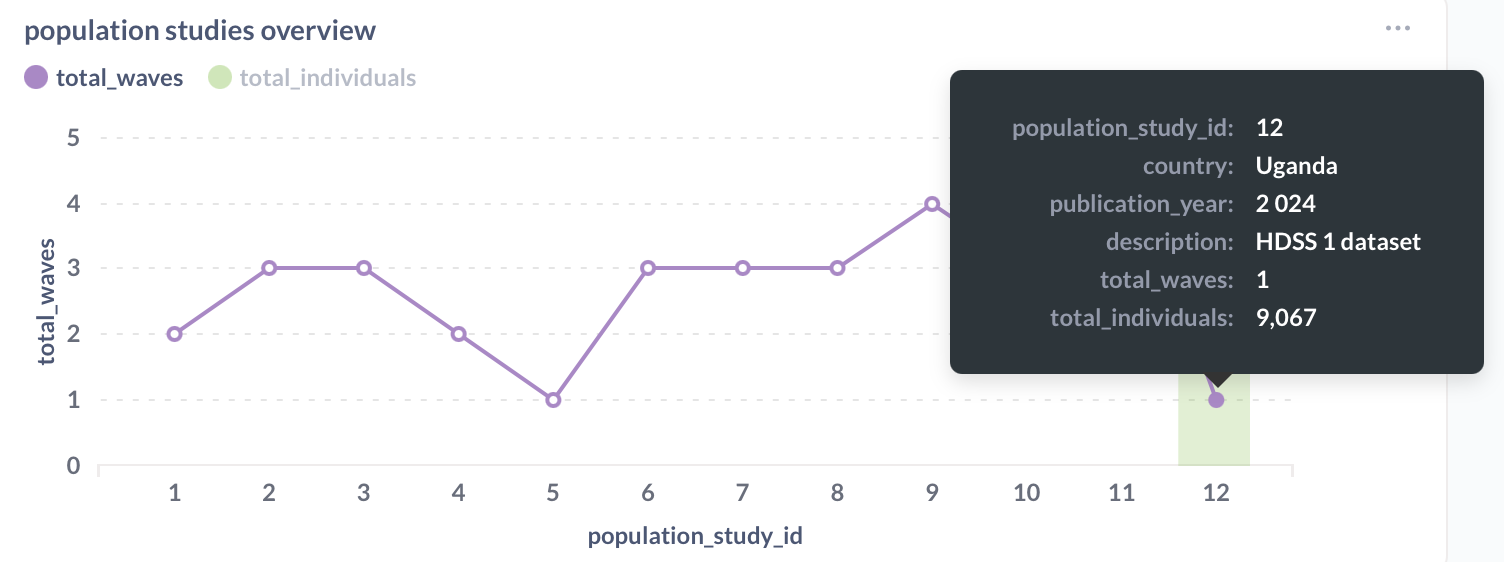 population studies overview
total_waves total_individuals
5
4
3
2
1
0
total_waves
1 2 3 4 5 6 7 8 9 10 11 12
population_study_id
population_study_id: 12
country: Uganda
publication_year: 2 024
description: HDSS 1 dataset
total_waves: 1
total_individuals: 9,067